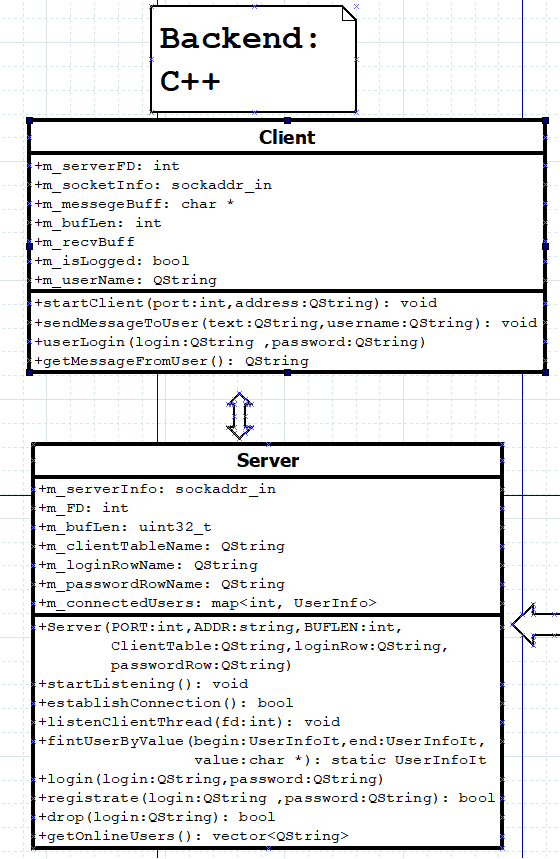 Backend:
C++
Client
+m_serverFD: int
+m_socketInfo: sockaddr_in
+m_messegeBuff: char *
+m_bufLen: int
+m_recvBuff
+m_isLogged: bool
+m_userName: QString
+startClient(port:int,address:QString): void
+sendMessageToUser(text:QString,username:QString): void
+userLogin(login:QString ,password:QString)
+getMessageFromUser(): QString
Server
+m_serverInfo: sockaddr_in
+m_FD: int
+m_bufLen: uint32_t
+m_clientTableName: QString
+m_loginRowName: QString
+m_passwordRowName: QString
+m_connectedUsers: map<int, UserInfo>
+Server(PORT:int,ADDR:string,BUFLEN:int,
ClientTable:QString,loginRow:QString,
passwordRow:QString)
+startListening(): void
+establishConnection(): bool
+listenClientThread(fd:int): void
+fintUserByValue(begin:UserInfoIt,end:UserInfoIt,
value:char *): static UserInfoIt
+login(login:QString,password:QString)
+registrate(login:QString ,password:QString): bool
+drop(login:QString): bool
+getOnlineUsers(): vector<QString>